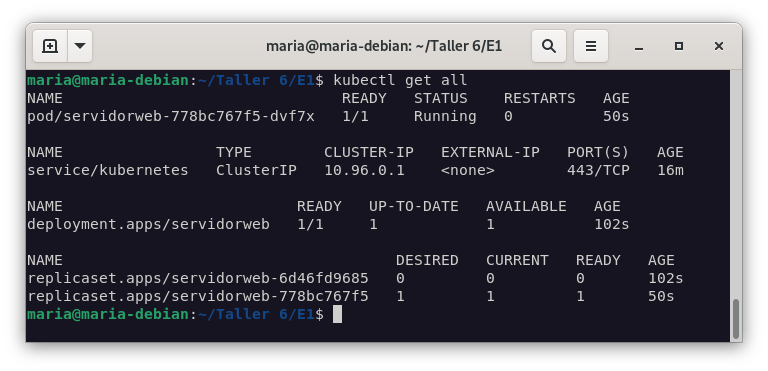 maria@maria-debian: ~/Taller 6/E1
maria@maria-debian:~/Taller 6/E1$ kubectl get all
NAME                               READY   STATUS    RESTARTS   AGE
pod/servidorweb-778bc767f5-dvf7x   1/1     Running   0          50s

NAME                 TYPE        CLUSTER-IP   EXTERNAL-IP   PORT(S)   AGE
service/kubernetes   ClusterIP   10.96.0.1    <none>        443/TCP   16m

NAME                          READY   UP-TO-DATE   AVAILABLE   AGE
deployment.apps/servidorweb   1/1     1            1           102s

NAME                                     DESIRED   CURRENT   READY   AGE
replicaset.apps/servidorweb-6d46fd9685   0         0         0       102s
replicaset.apps/servidorweb-778bc767f5   1         1         1       50s
maria@maria-debian:~/Taller 6/E1$